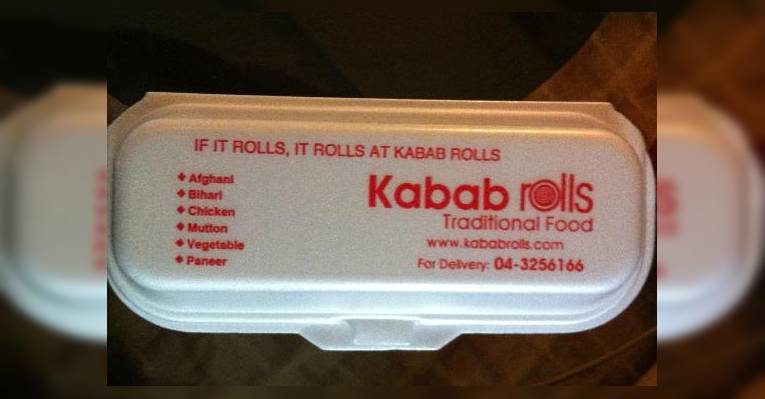 IF IT ROLLS, IT ROLLS AT KABAB ROLLS
Afghani
Bihari
Chicken
Mutton
Vegetable
Paneer
Kabab rolls
Traditional Food
www.kababrolls.com
For Delivery: 04-3256166